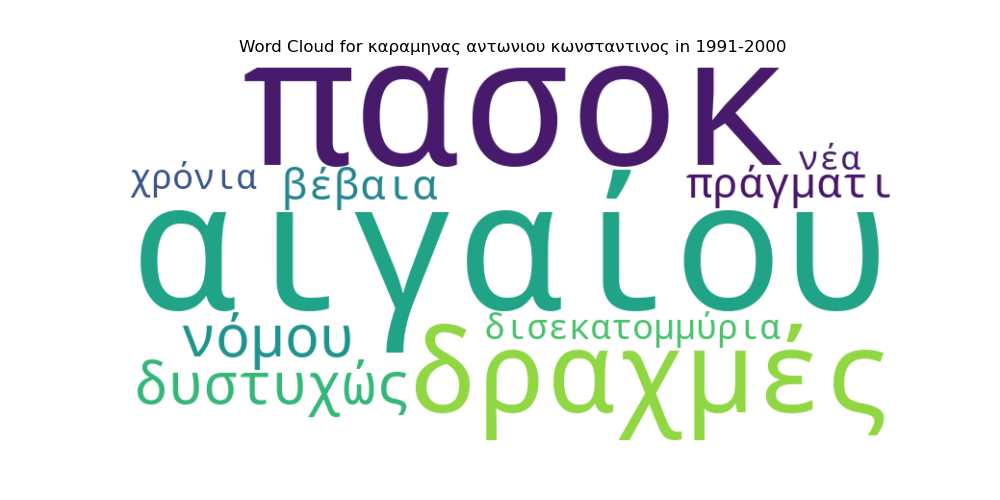 Word Cloud for καραμηνας αντωνιου κωνσταντινος in 1991-2000
πασοκ
νέα
χρόνια βέβαια πράγματι
αιγαίου
νόμου δισεκατομμύρια
δυστυχώς δραχμές